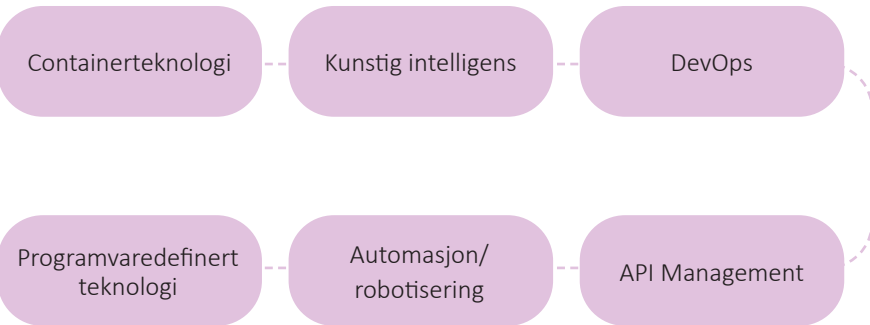 Containerteknologi
Kunstig intelligens
DevOps
Programvaredefinert
teknologi
Automasjon/
robotisering
API Management